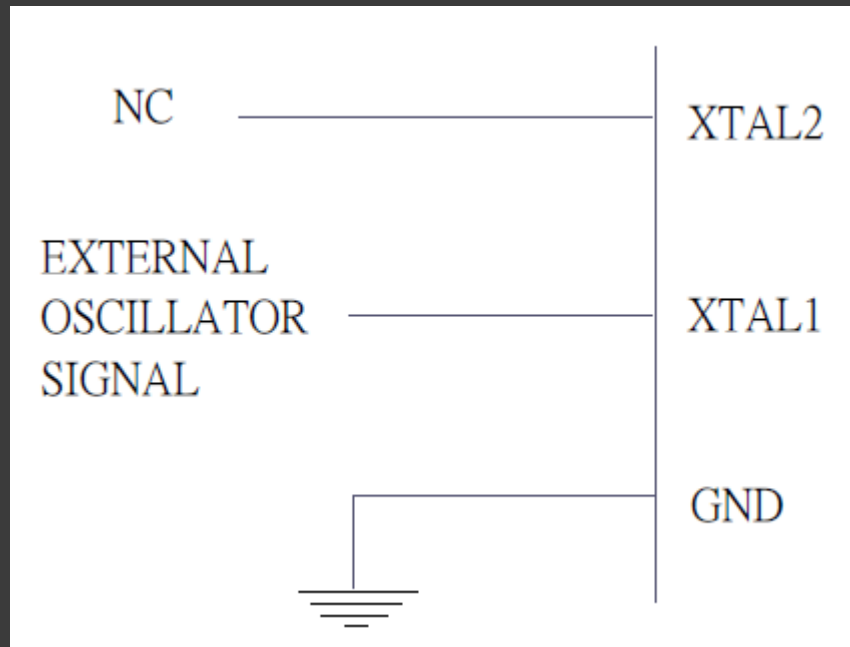 NC
XTAL2
EXTERNAL
OSCILLATOR
SIGNAL
XTAL1
GND